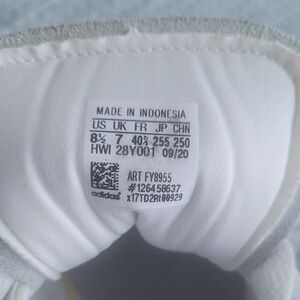 MADE IN INDONESIA
US UK FR JP CHN
8½ 7 40⅔ 255 250
HWI 28Y001 09/20
ART FY8955
#126458637
adidas x17TD2Rt00929